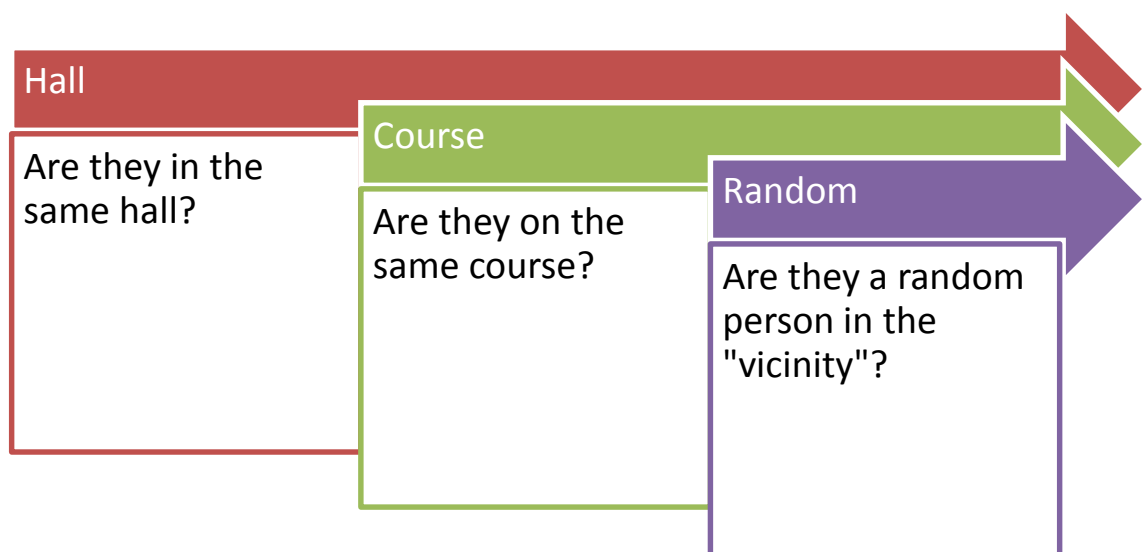 Hall
Are they in the
same hall?
Course
Are they on the
same course?
Random
Are they a random
person in the
"vicinity"?